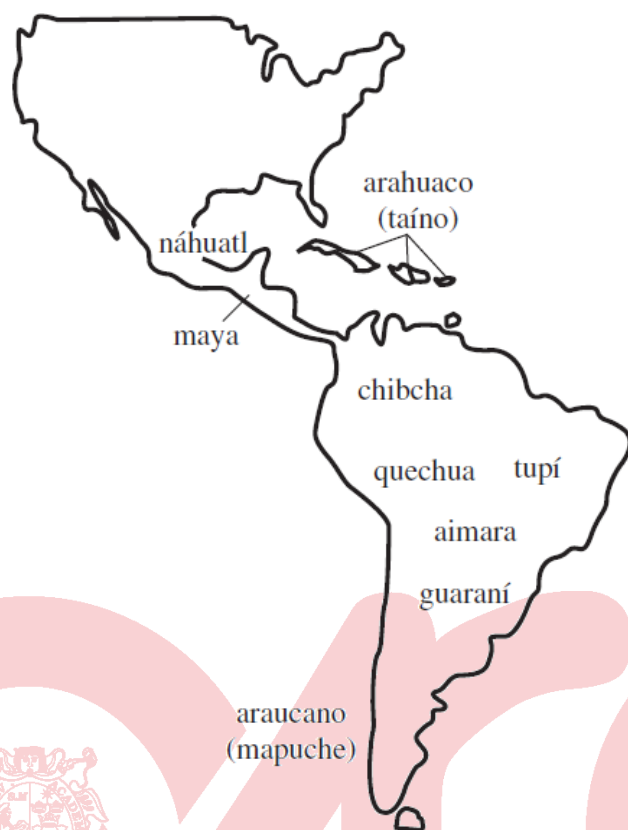 arahuaco
(taíno)
náhuatl
maya
chibcha
quechua
tupí
aimara
guaraní
araucano
(mapuche)